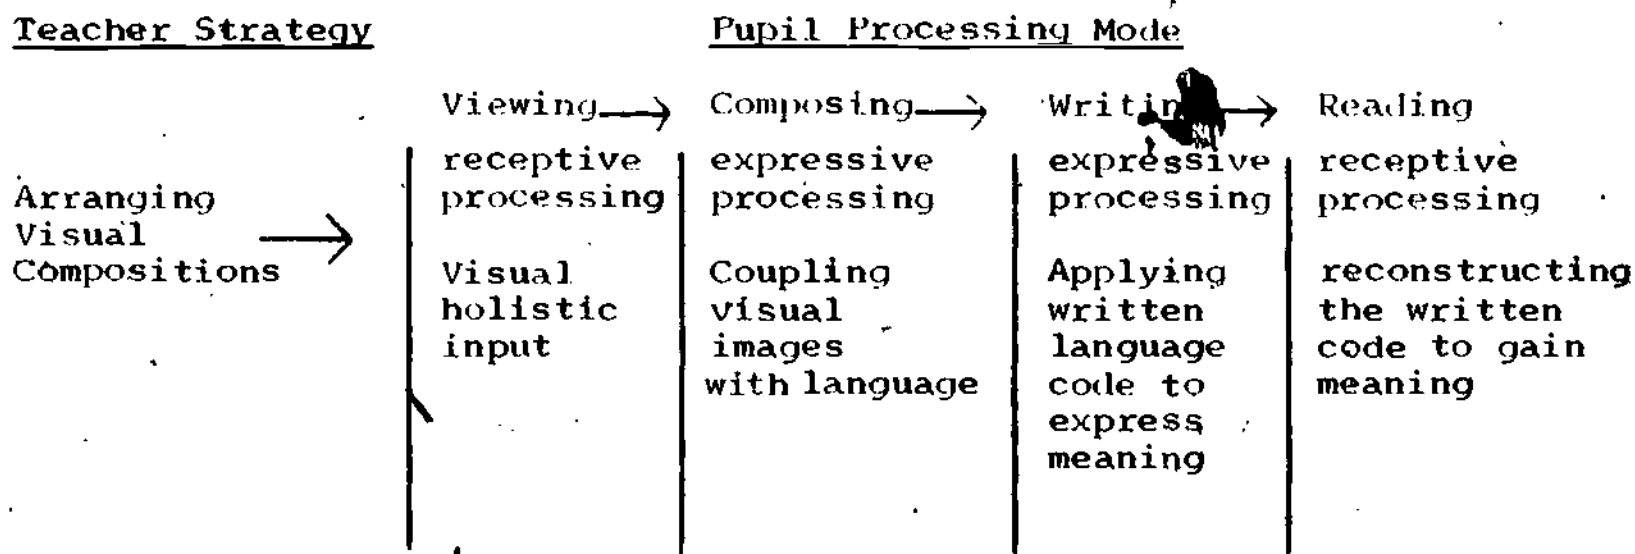 Teacher Strategy
Pupil Processing Mode
Arranging
Visual
Compositions
Viewing
receptive
processing
Visual
holistic
input
Composing
expressive
processing
Coupling
visual
images
with language
expressive
processing
Applying
written
language
code to
express
meaning
Reading
receptive
processing
reconstructing
the written
code to gain
meaning